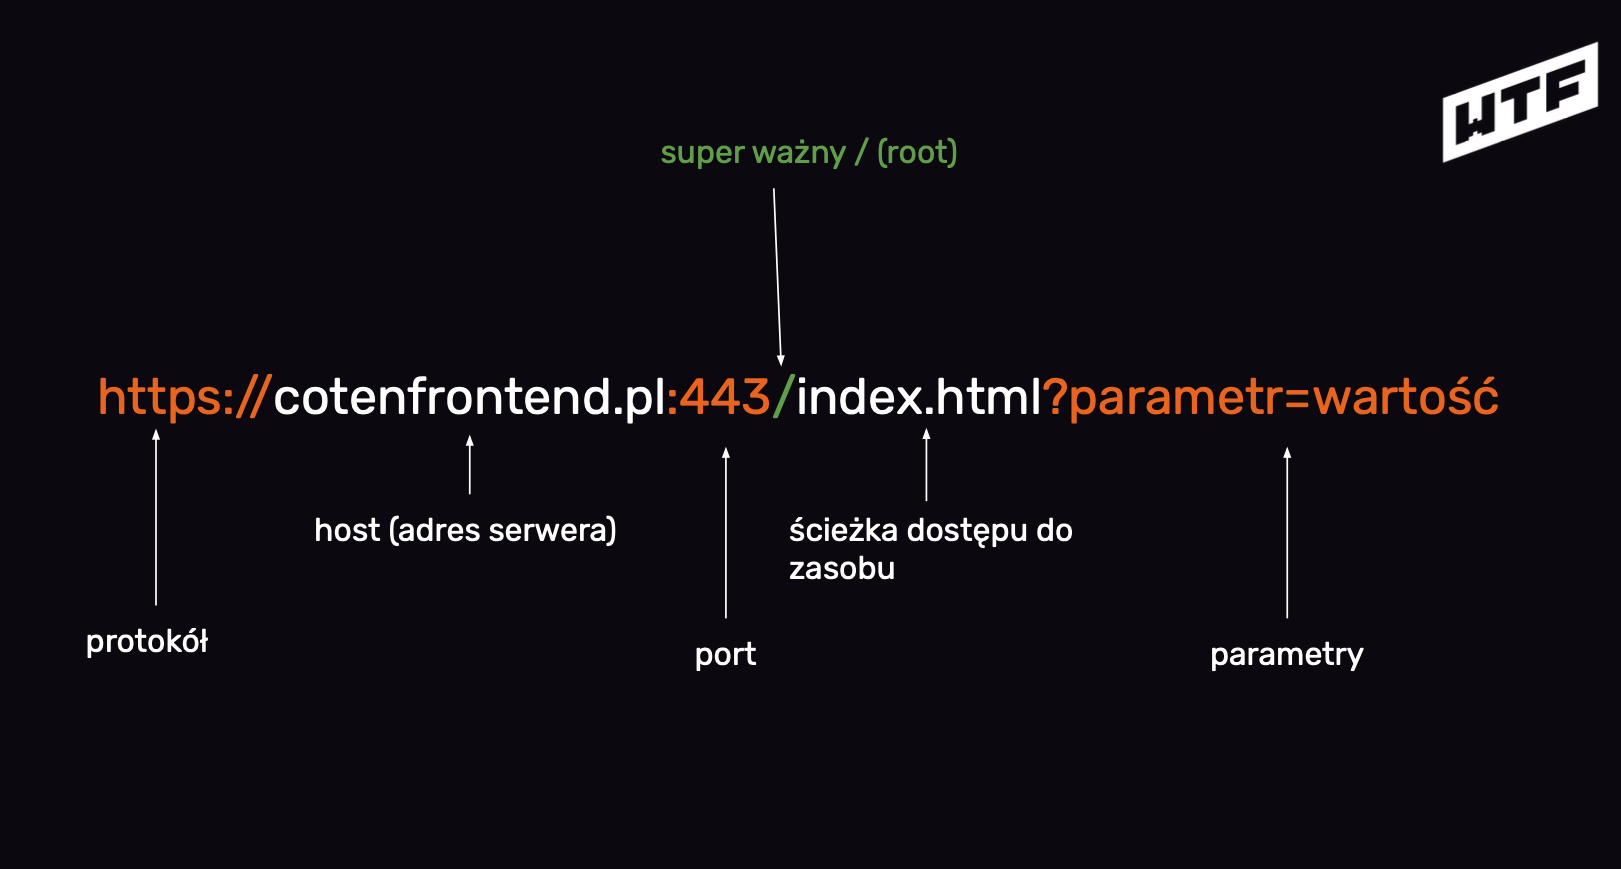 WTF
super ważny / (root)
https://cotenfrontend.pl:443/index.html?parametr=wartość
host (adres serwera)
ścieżka dostępu do
zasobu
protokół
port
parametry